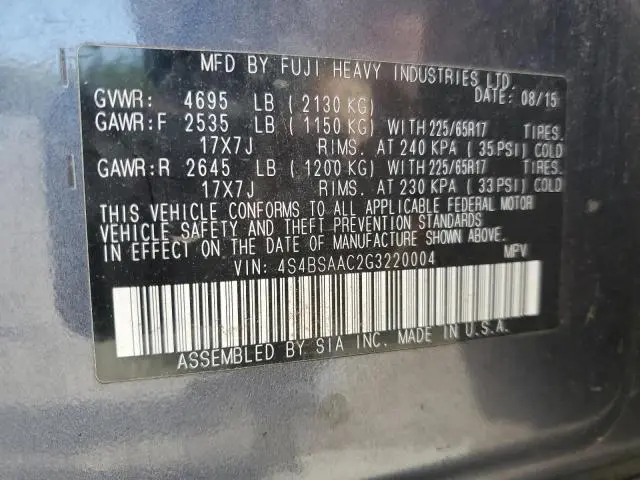 MFD BY FUJI HEAVY INDUSTRIES LTD.
DATE: 08/15
GVWR: 4695 LB ( 2130 KG)
GAWR:F 2535 LB ( 1150 KG) WITH 225/65R17 TIRES.
17X7J RIMS. AT 240 KPA ( 35 PSI) COLD
GAWR:R 2645 LB ( 1200 KG) WITH 225/65R17 TIRES.
17X7J RIMS. AT 230 KPA ( 33 PSI) COLD
THIS VEHICLE CONFORMS TO ALL APPLICABLE FEDERAL MOTOR
VEHICLE SAFETY AND THEFT PREVENTION STANDARDS
IN EFFECT ON THE DATE OF MANUFACTURE SHOWN ABOVE.
VIN: 4S4BSAAC2G3220004 MPV
ASSEMBLED BY SIA INC. MADE IN U.S.A.